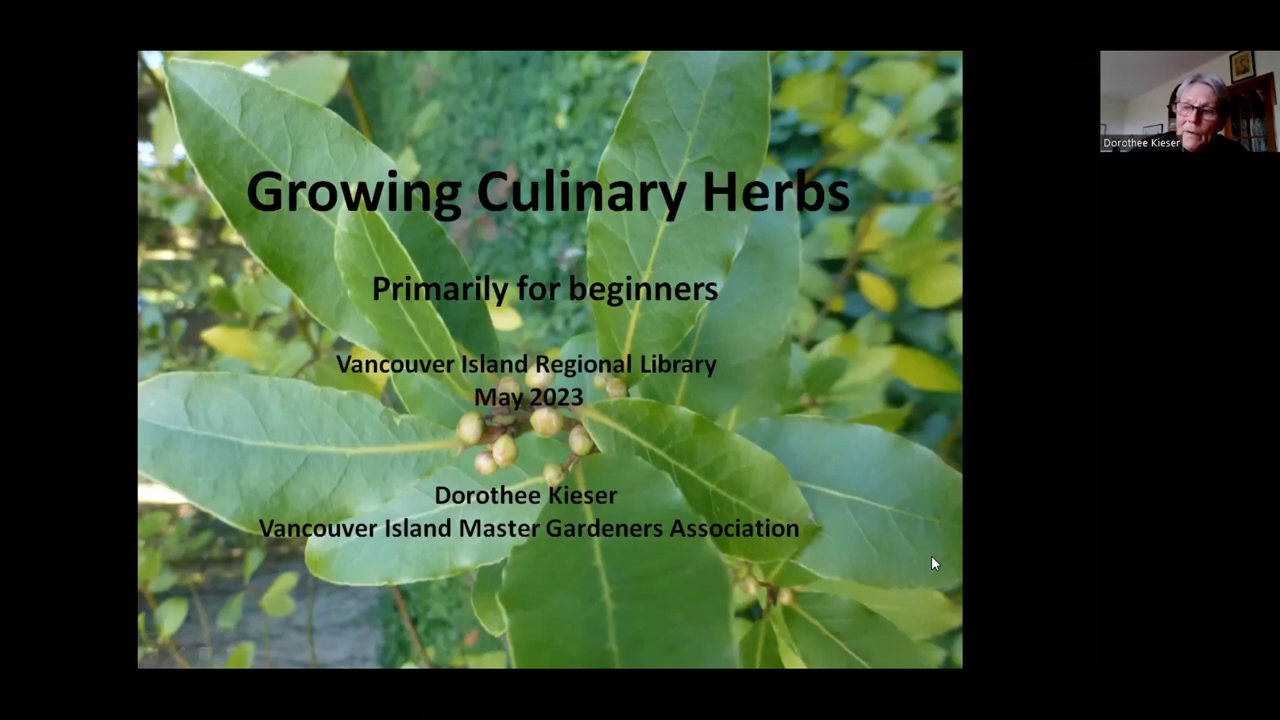 Growing Culinary Herbs
Primarily for beginners
Vancouver Island Regional Library
May 2023
Dorothee Kieser
Vancouver Island Master Gardeners Association
Dorothee Kieser